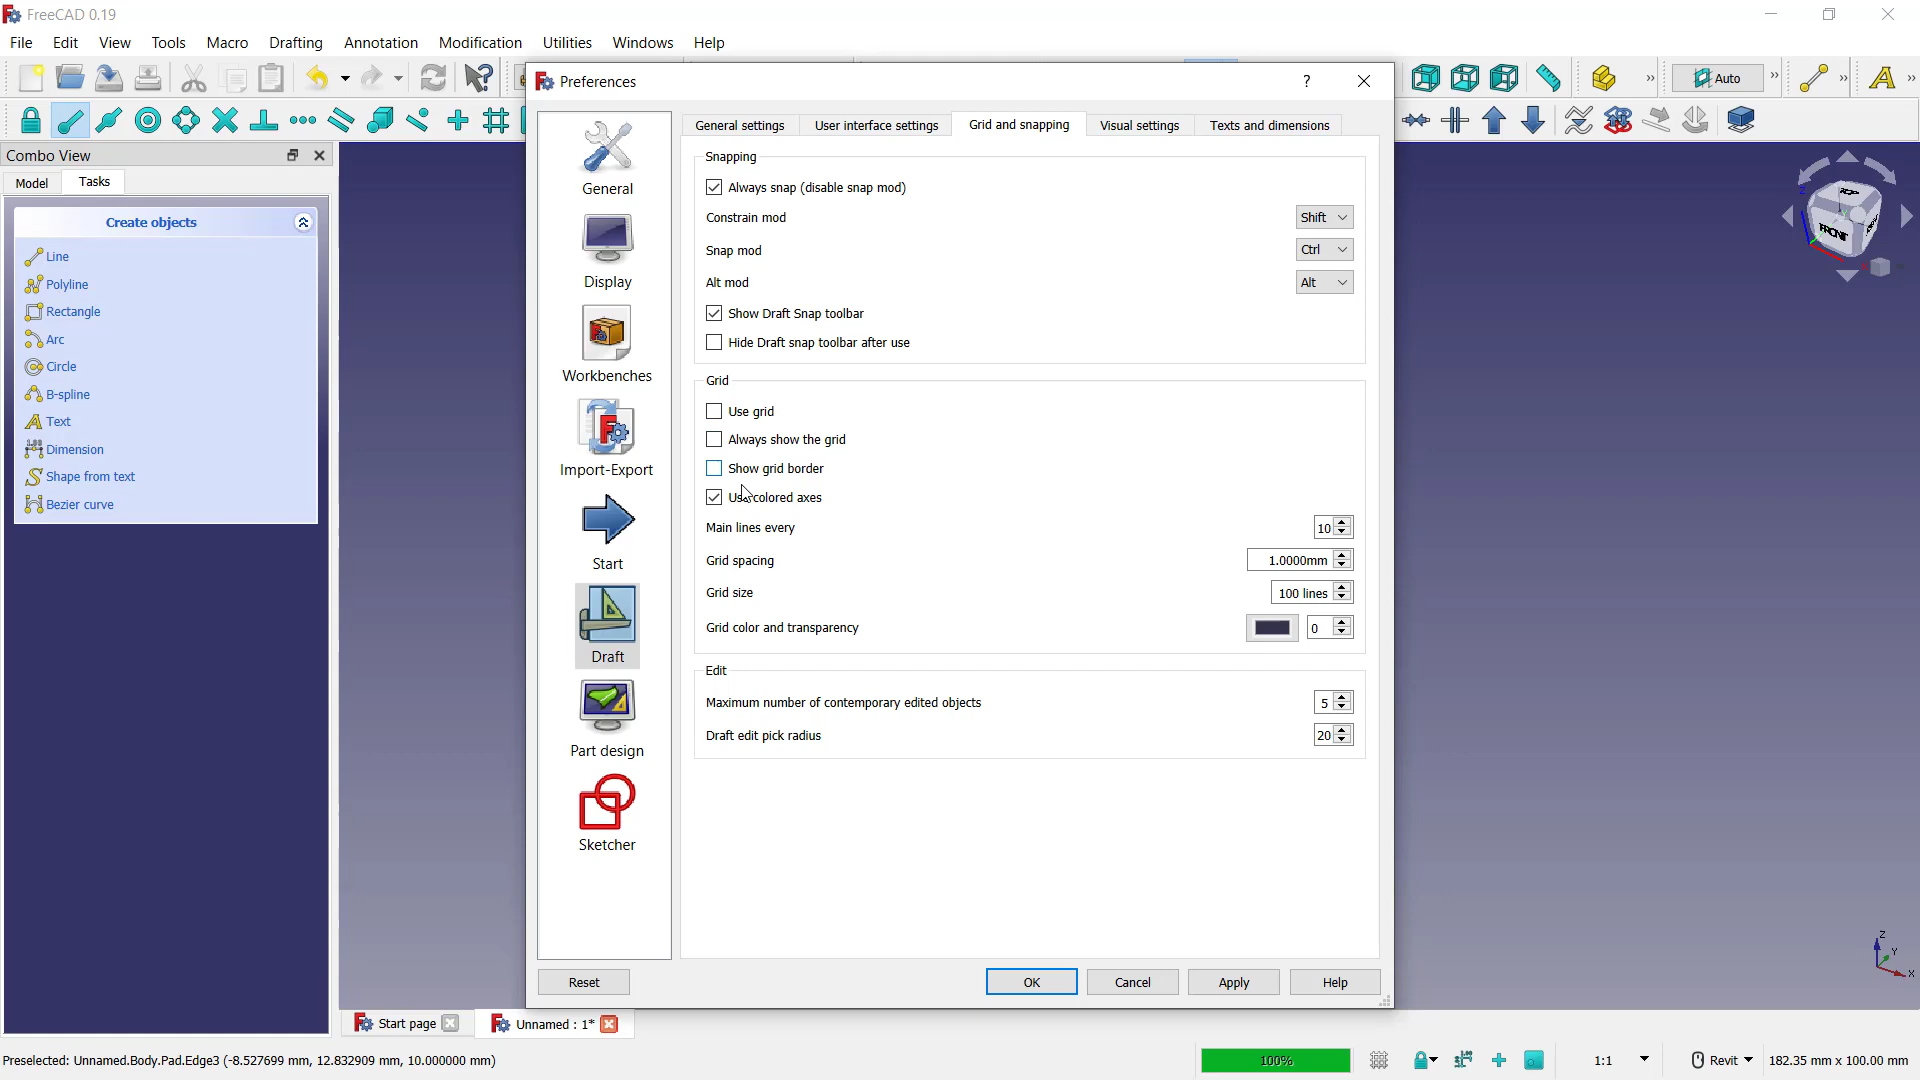 FreeCAD 0.19
File Edit View Tools Macro Drafting Annotation Modification Utilities Windows Help
Preferences
Auto
General settings User interface settings Grid and snapping Visual settings Texts and dimensions
Combo View
Model Tasks
Create objects
Line
Polyline
Rectangle
Arc
Circle
B-spline
Text
Dimension
Shape from text
Bezier curve
General
Display
Workbenches
Import-Export
Start
Draft
Part design
Sketcher
Snapping
Always snap (disable snap mod)
Constrain mod Shift
Snap mod Ctrl
Alt mod Alt
Show Draft Snap toolbar
Hide Draft snap toolbar after use
Grid
Use grid
Always show the grid
Show grid border
colored axes
Main lines every 10
Grid spacing 1.0000mm
Grid size 100 lines
Grid color and transparency 0
Edit
Maximum number of contemporary edited objects 5
Draft edit pick radius 20
Reset OK Cancel Apply Help
TOP
FRONT
Z
Z
Y
X
Start page Unnamed : 1*
Preselected: Unnamed.Body.Pad.Edge3 (-8.527699 mm, 12.832909 mm, 10.000000 mm) 100% 1:1 Revit 182.35 mm x 100.00 mm